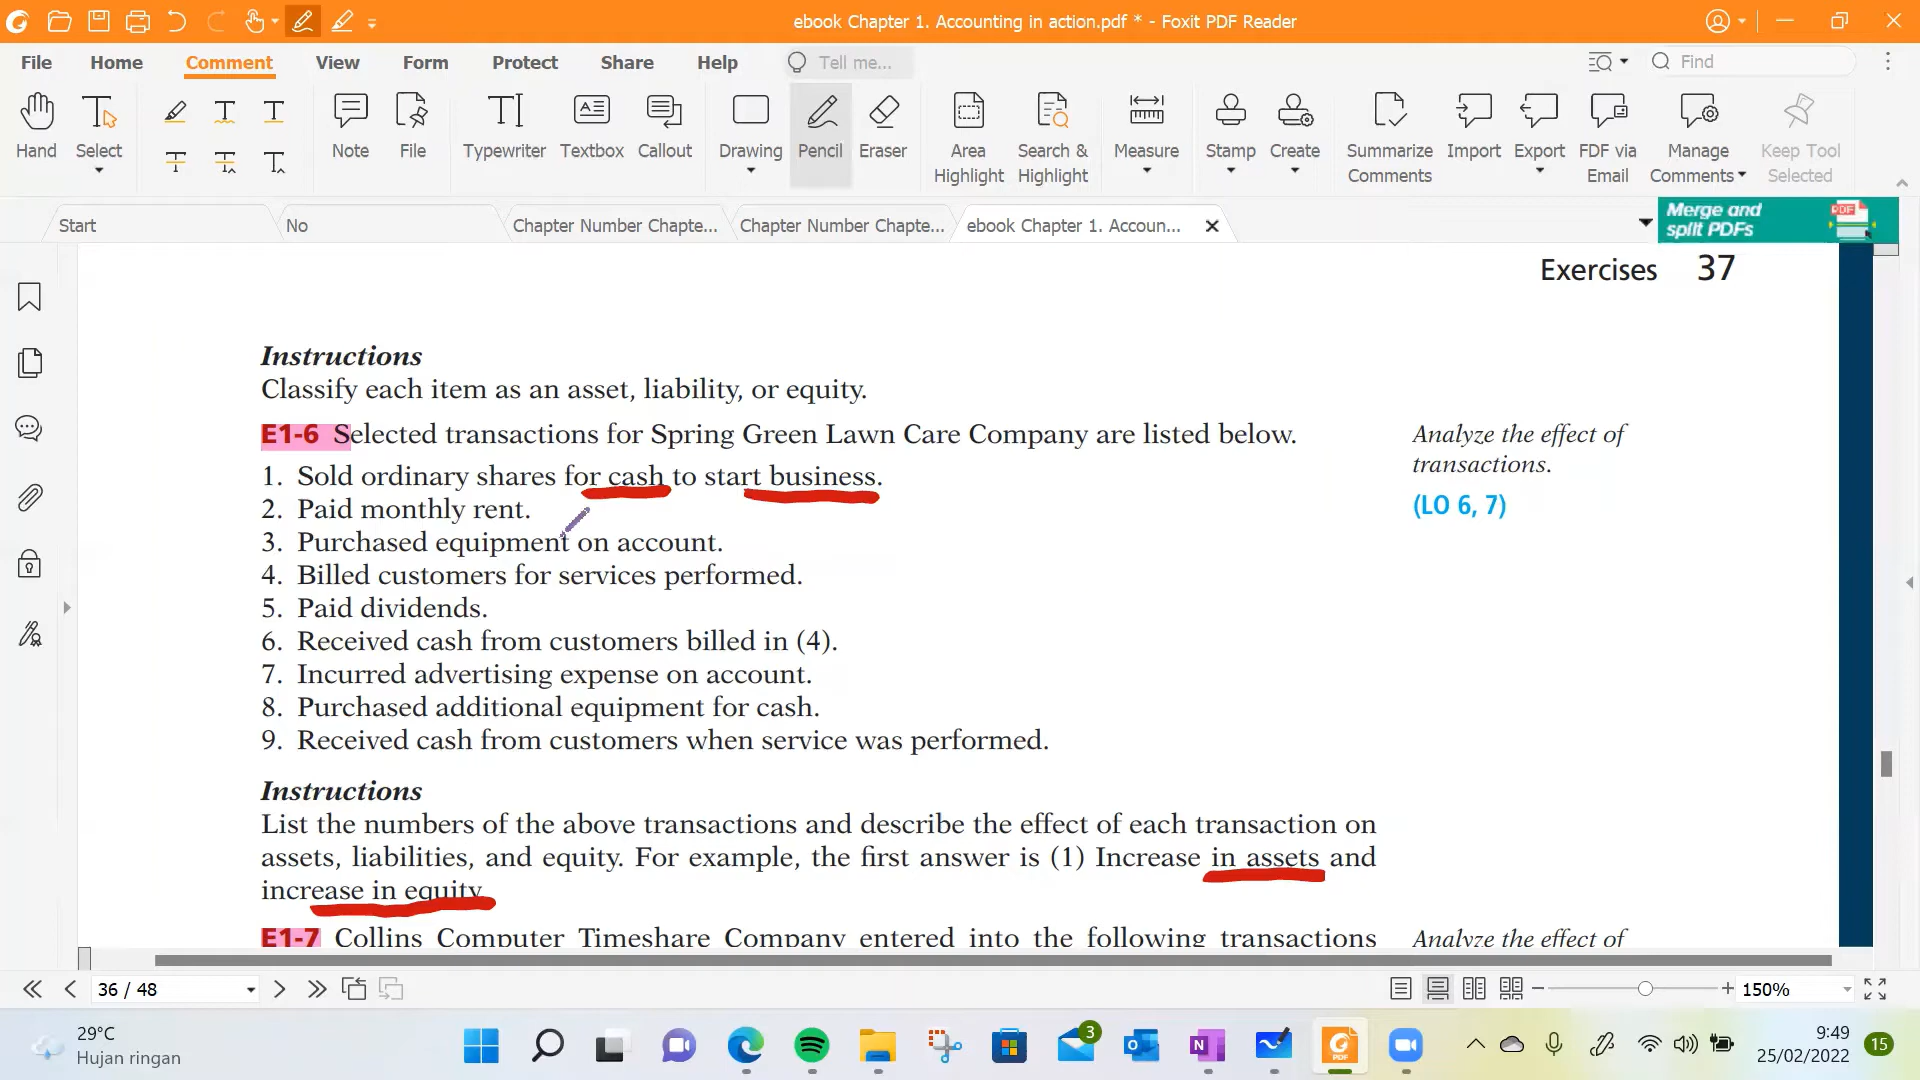 ebook Chapter 1. Accounting in action.pdf * - Foxit PDF Reader
File Home Comment View Form Protect Share Help Tell me... Find
Hand Select Note File Typewriter Textbox Callout Drawing Pencil Eraser Area Highlight Search & Highlight Measure Stamp Create Summarize Comments Import Export FDF via Email Manage Comments Keep Tool Selected
Start No Chapter Number Chapte... Chapter Number Chapte... ebook Chapter 1. Accoun...
Merge and
split PDFs
PDF
Exercises 37
Instructions
Classify each item as an asset, liability, or equity.
E1-6 Selected transactions for Spring Green Lawn Care Company are listed below.
Analyze the effect of
transactions.
(LO 6, 7)
1. Sold ordinary shares for cash to start business.
2. Paid monthly rent.
3. Purchased equipment on account.
4. Billed customers for services performed.
5. Paid dividends.
6. Received cash from customers billed in (4).
7. Incurred advertising expense on account.
8. Purchased additional equipment for cash.
9. Received cash from customers when service was performed.
Instructions
List the numbers of the above transactions and describe the effect of each transaction on
assets, liabilities, and equity. For example, the first answer is (1) Increase in assets and
increase in equity.
E1-7 Collins Computer Timeshare Company entered into the following transactions
Analyze the effect of
36 / 48 150%
29°C
Hujan ringan
3
9:49
25/02/2022
15